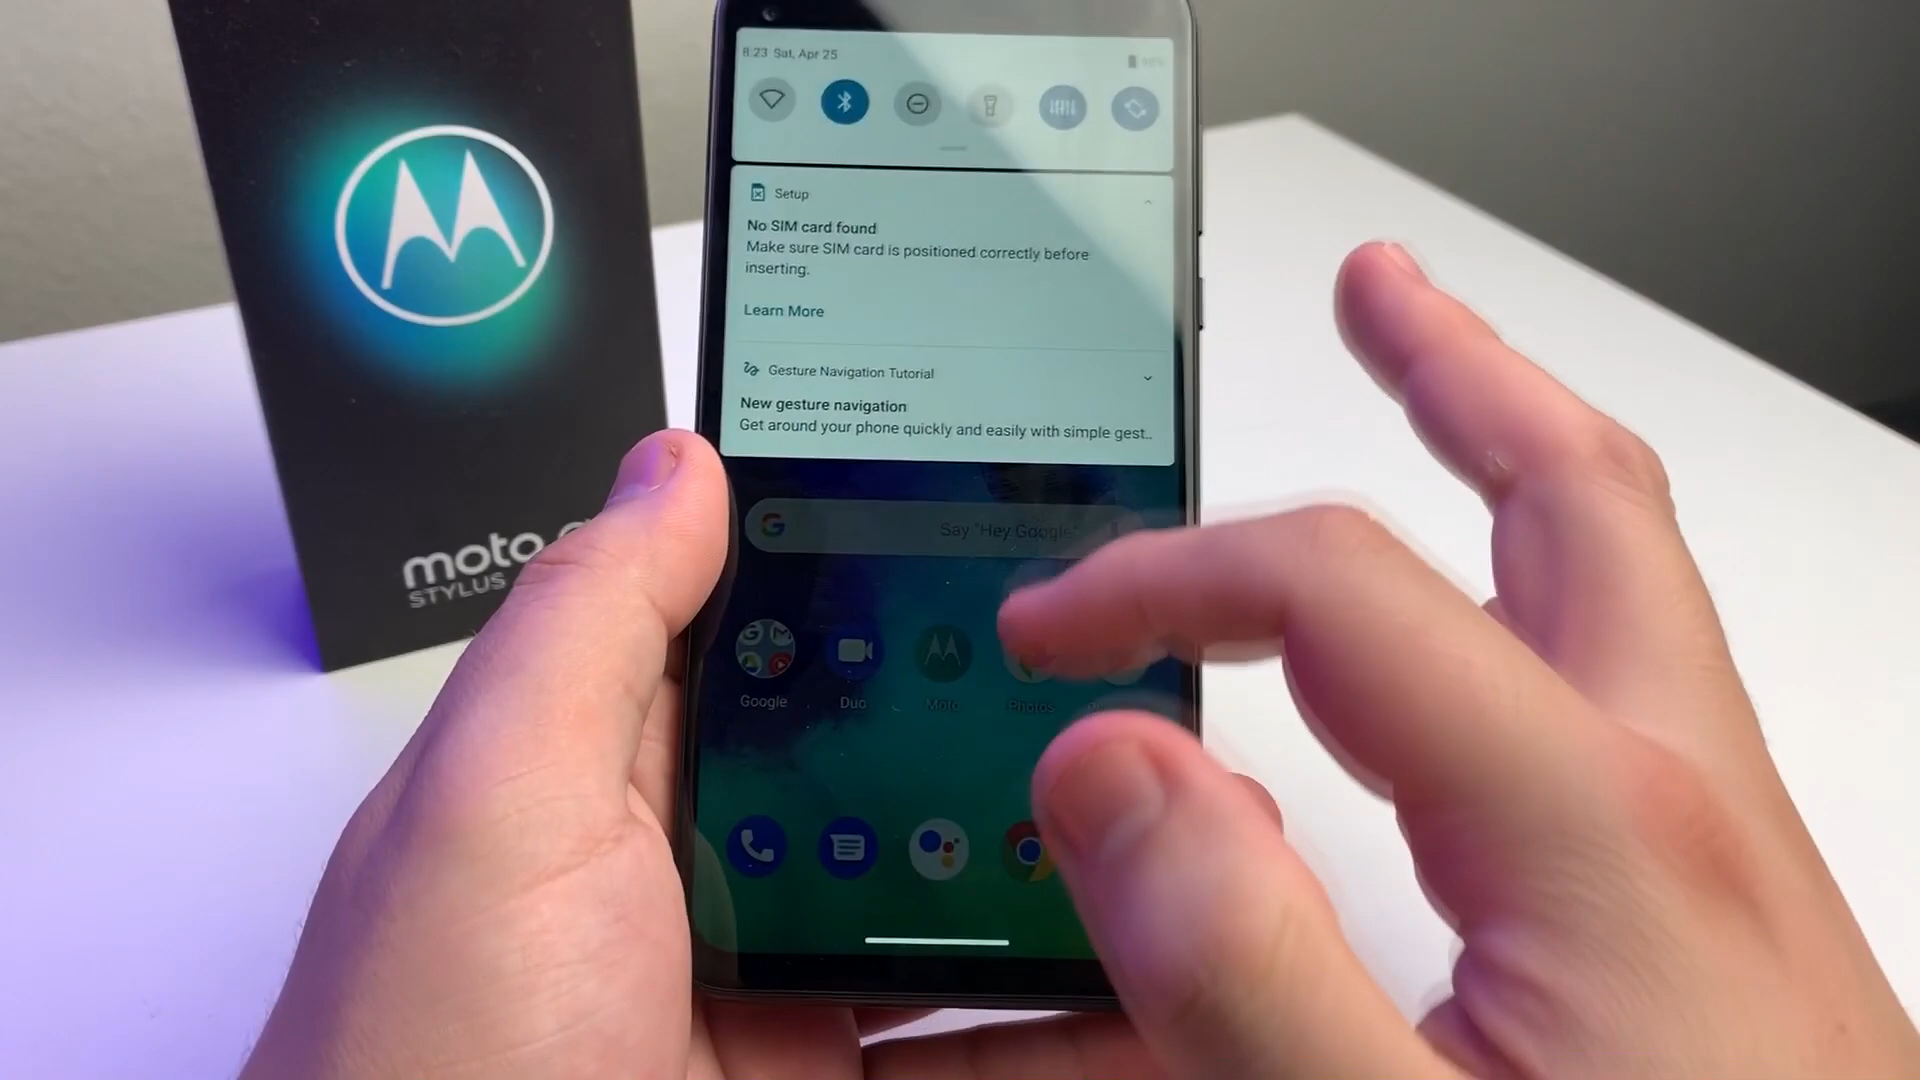 8:23 Sat, Apr 25
Setup
No SIM card found
Make sure SIM card is positioned correctly before
inserting.
Learn More
Gesture Navigation Tutorial
New gesture navigation
Get around your phone quickly and easily with simple gest..
Say "Hey Google"
moto
STYLUS
Google
Duo
Moto
Photos